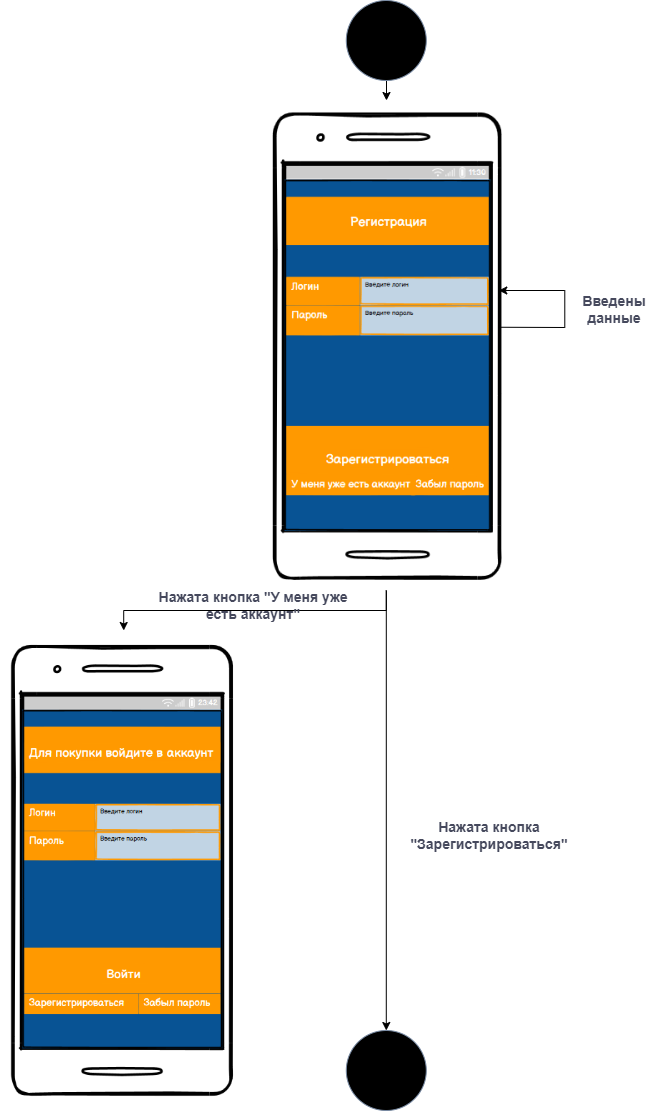 11:30
Регистрация
Логин
Введите логин
Пароль
Введите пароль
Введены
данные
Зарегистрироваться
У меня уже есть аккаунт Забыл пароль
Нажата кнопка "У меня уже
есть аккаунт"
23:42
Для покупки войдите в аккаунт
Логин
Введите логин
Пароль
Введите пароль
Нажата кнопка
"Зарегистрироваться"
Войти
Зарегистрироваться Забыл пароль